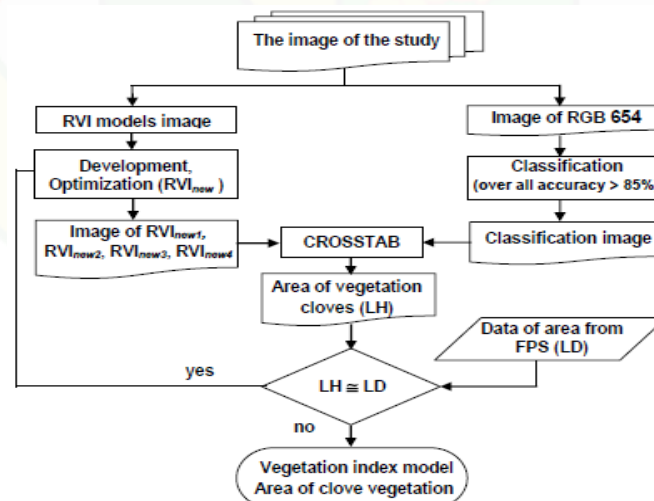 The image of the study
RVI models image
Image of RGB 654
Development,
Optimization (RVInew )
Classification
(over all accuracy > 85%
Image of RVInew1,
RVInew2, RVInew3, RVInew4
CROSSTAB
Classification image
Area of vegetation
cloves (LH)
Data of area from
FPS (LD)
yes
LH ≅ LD
no
Vegetation index model
Area of clove vegetation